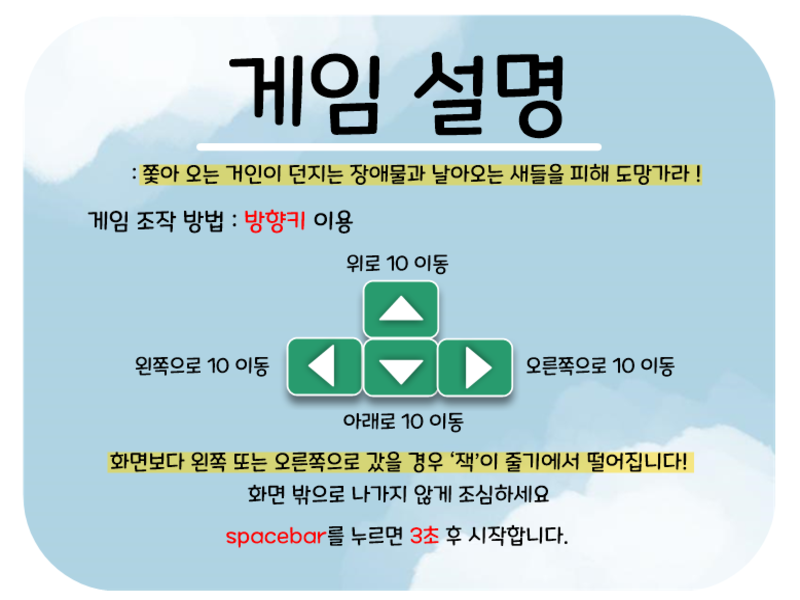 게임 설명
: 쫓아 오는 거인이 던지는 장애물과 날아오는 새들을 피해 도망가라 !
게임 조작 방법 : 방향키 이용
위로 10 이동
왼쪽으로 10 이동
오른쪽으로 10 이동
아래로 10 이동
화면보다 왼쪽 또는 오른쪽으로 갔을 경우 ‘잭’이 줄기에서 떨어집니다!
화면 밖으로 나가지 않게 조심하세요
spacebar를 누르면 3초 후 시작합니다.